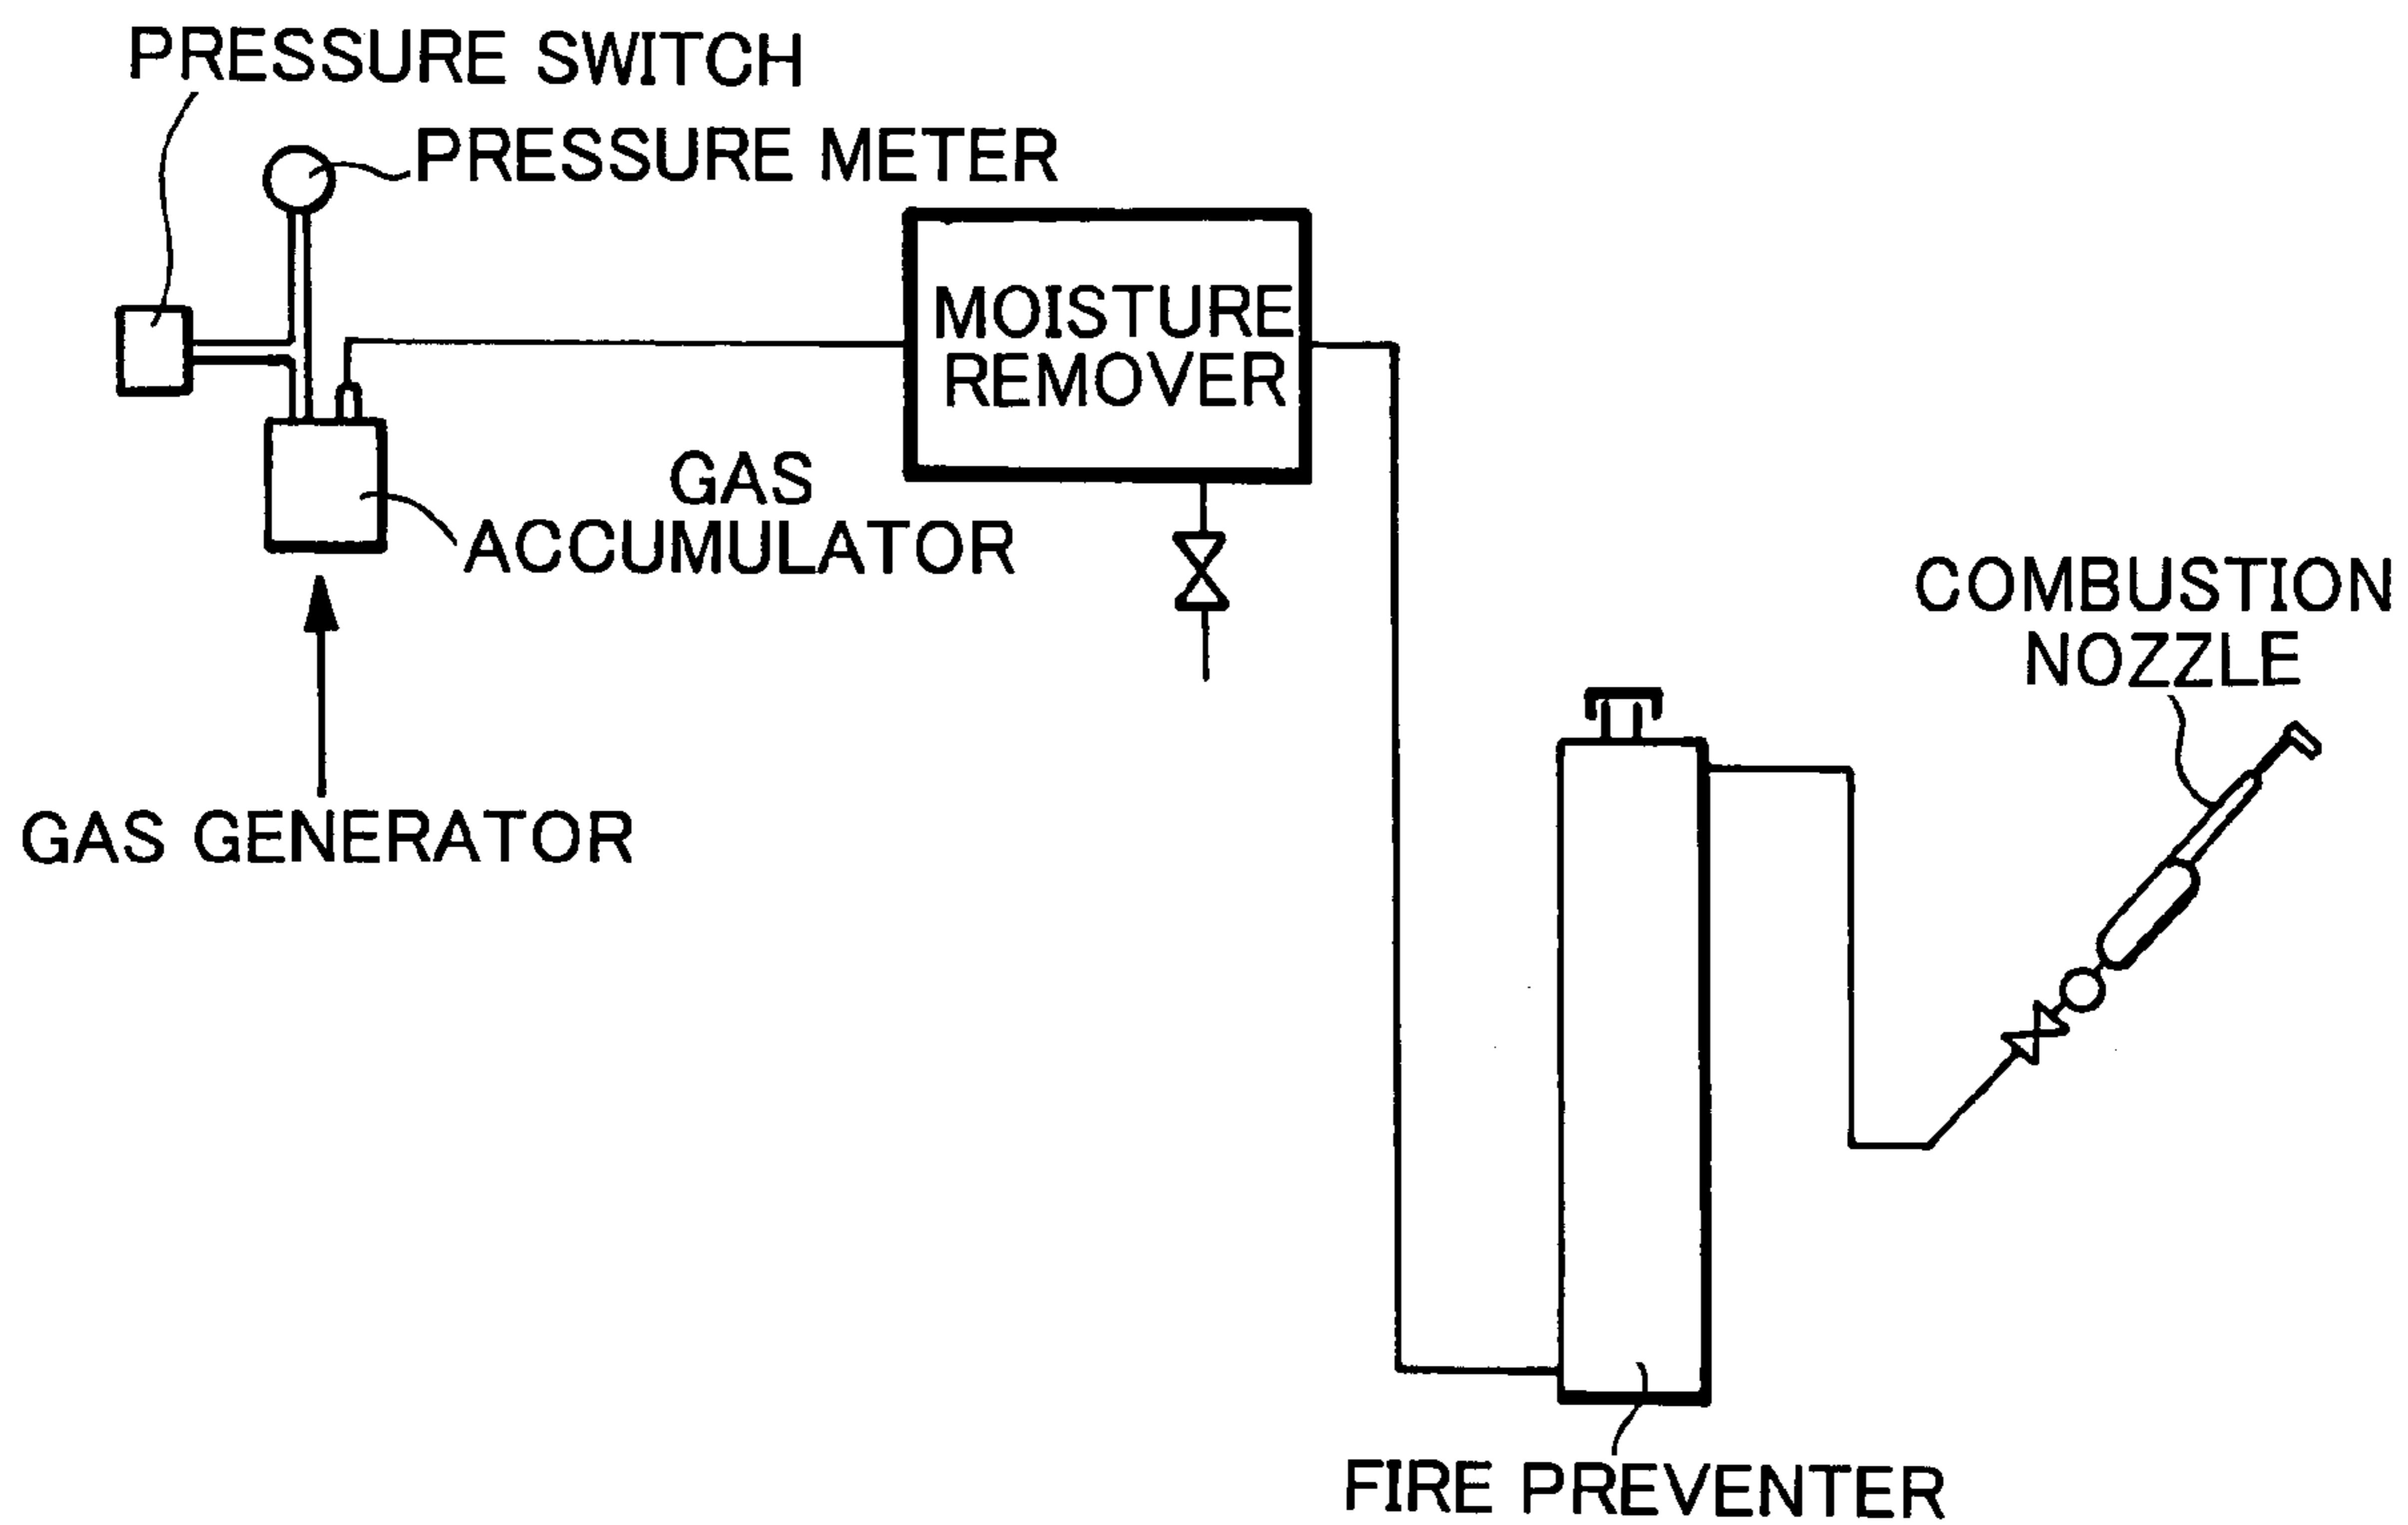 PRESSURE SWITCH
PRESSURE METER
MOISTURE
REMOVER
GAS
ACCUMULATOR
COMBUSTION
NOZZLE
GAS GENERATOR
FIRE PREVENTER